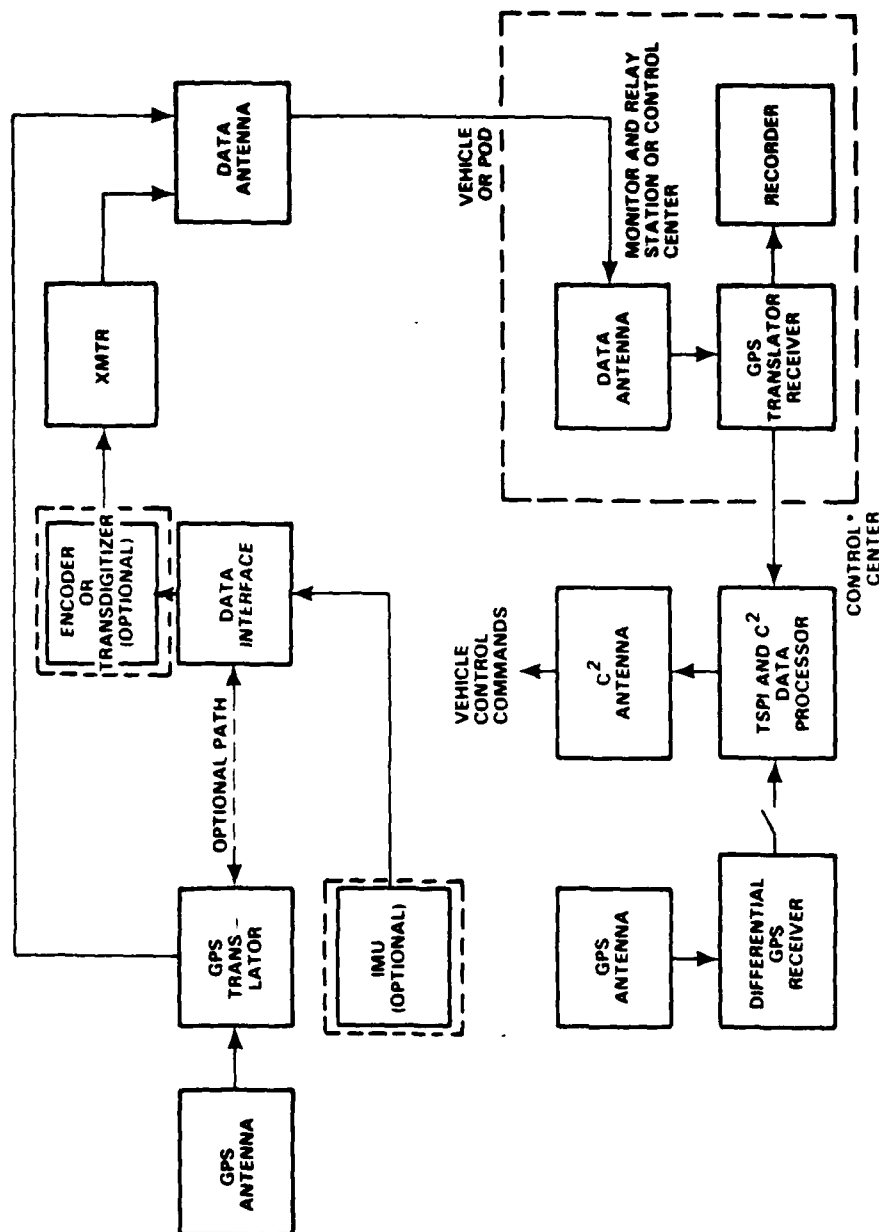 GPS
ANTENNA
GPS
TRANS –
LATOR
OPTIONAL PATH
IMU
(OPTIONAL)
ENCODER
OR
TRANSDIGITIZER
(OPTIONAL)
DATA
INTERFACE
XMTR
DATA
ANTENNA
VEHICLE
OR POD
VEHICLE
CONTROL
COMMANDS
GPS
ANTENNA
DIFFERENTIAL
GPS
RECEIVER
C²
ANTENNA
TSPI AND C²
DATA
PROCESSOR
CONTROL*
CENTER
DATA
ANTENNA
MONITOR AND RELAY
STATION OR CONTROL
CENTER
GPS
TRANSLATOR
RECEIVER
RECORDER